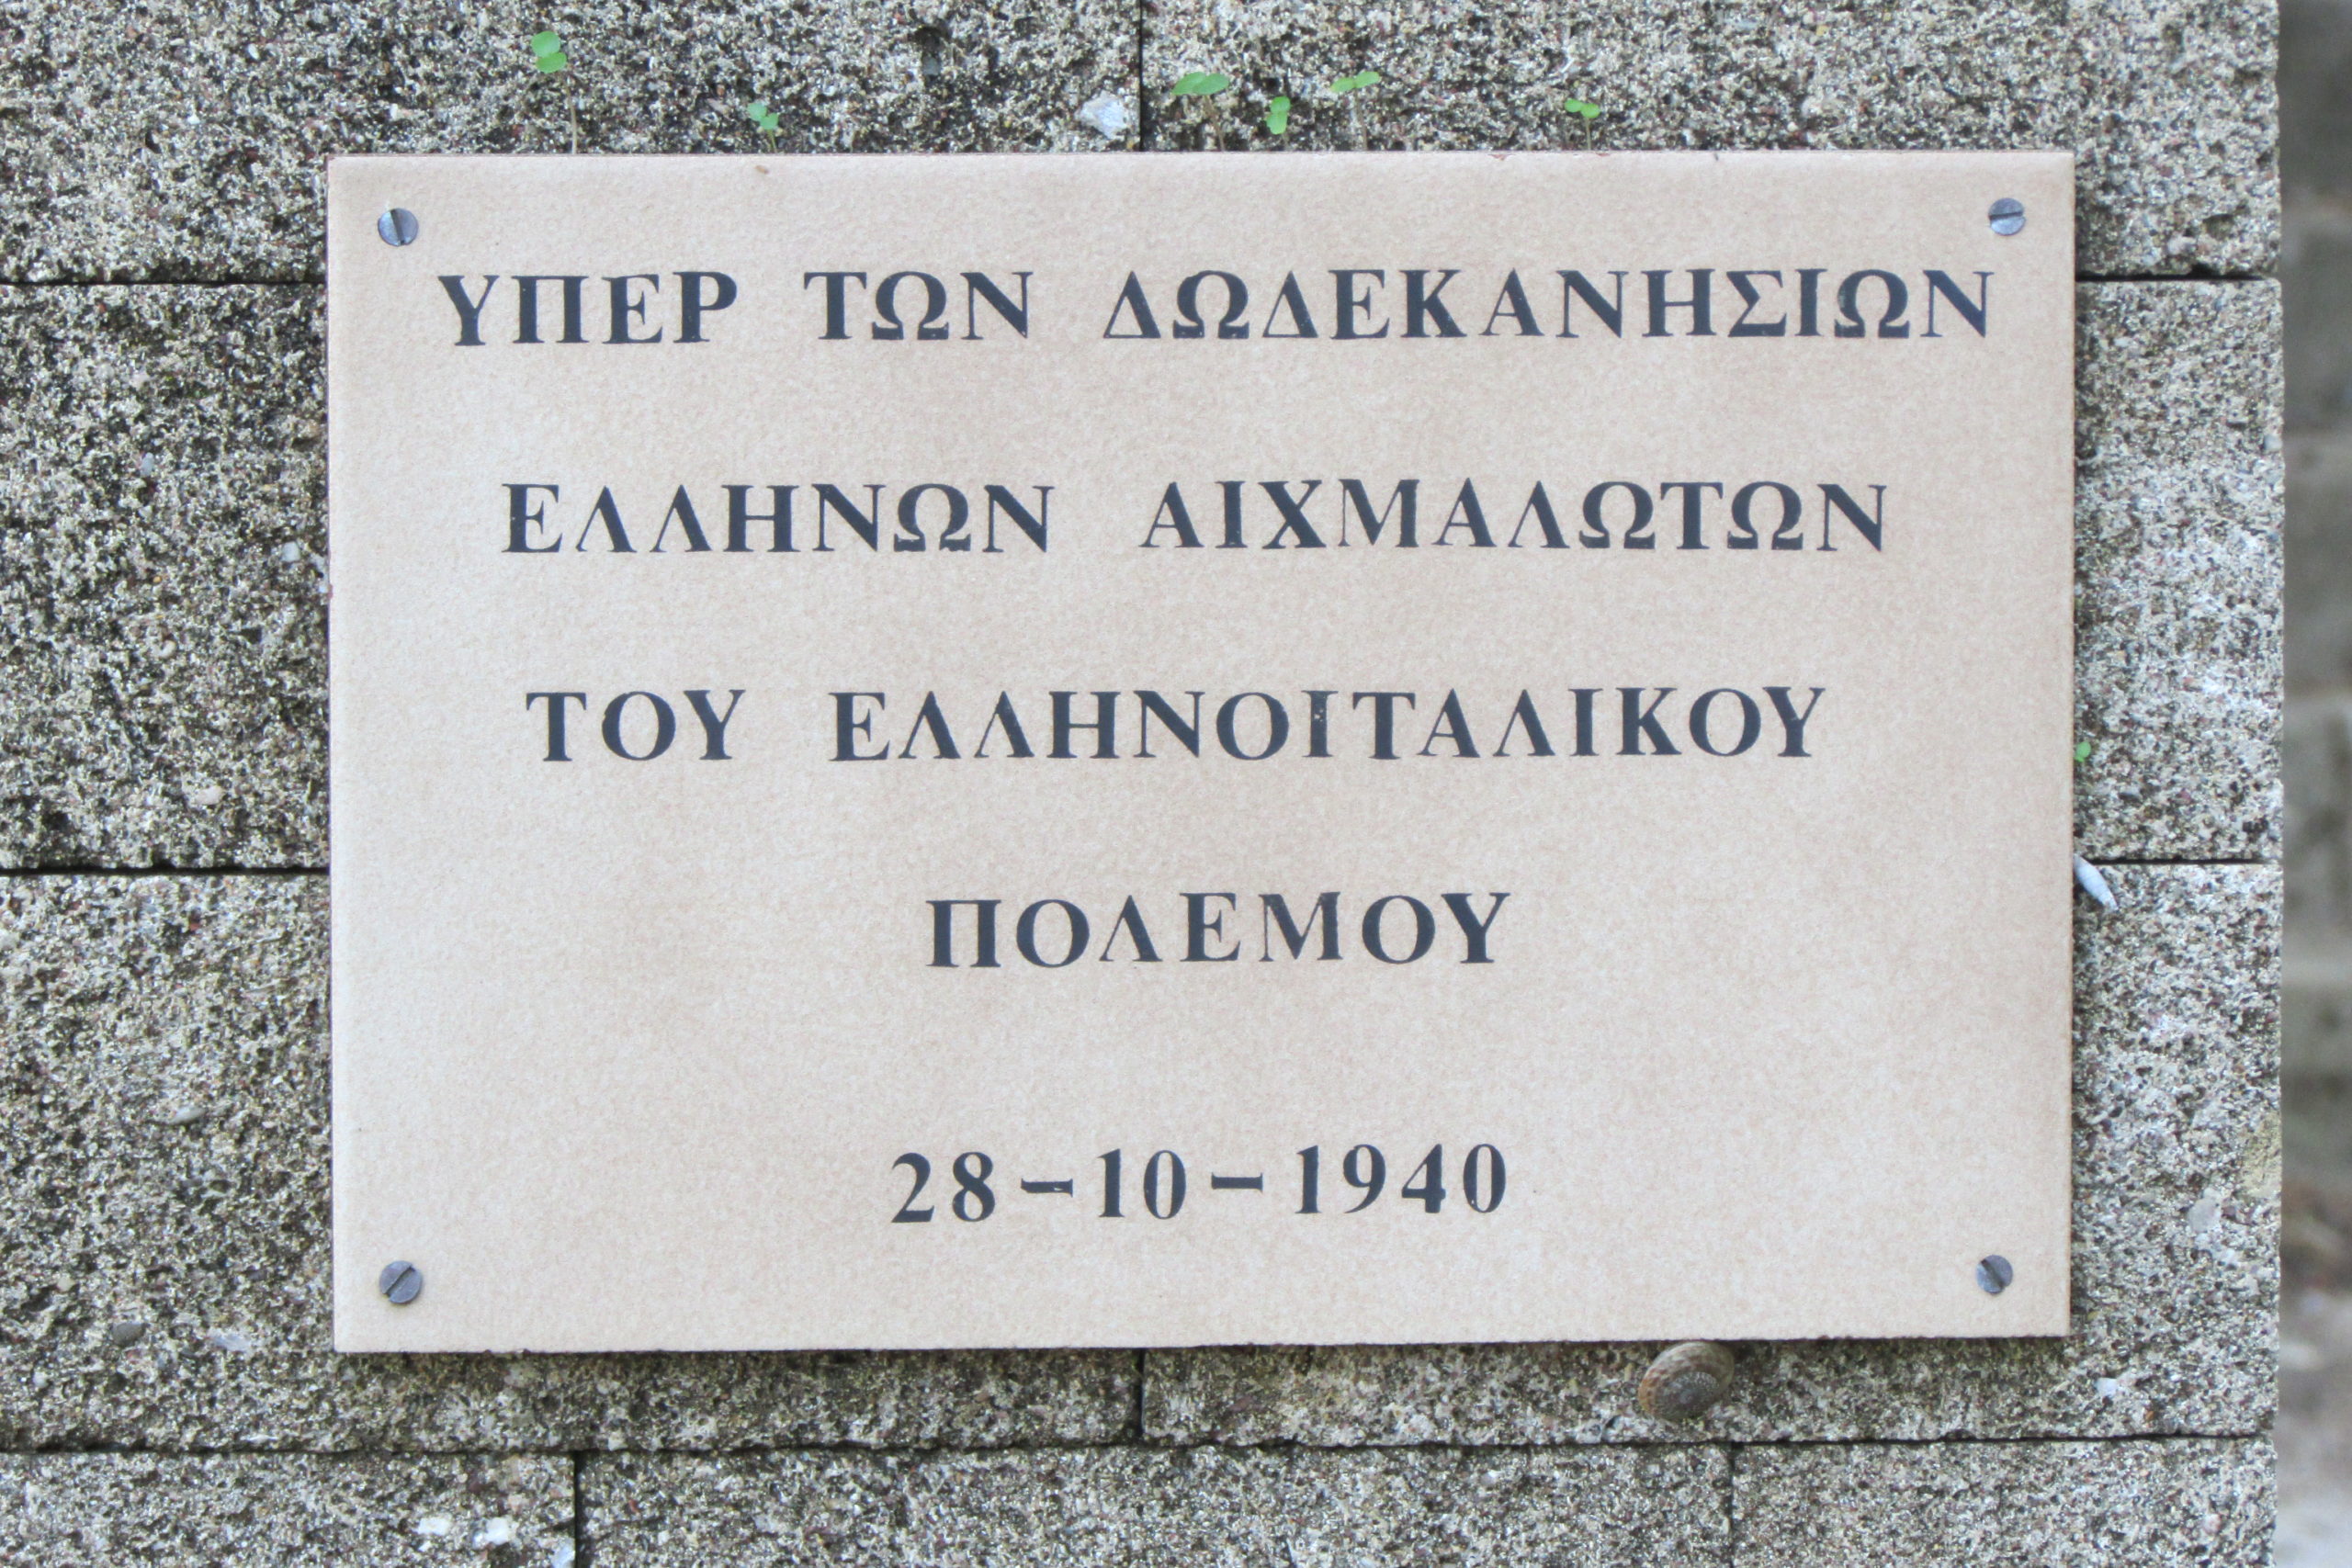 ΥΠΕΡ ΤΩΝ ΔΩΔΕΚΑΝΗΣΙΩΝ
ΕΛΛΗΝΩΝ ΑΙΧΜΑΛΩΤΩΝ
ΤΟΥ ΕΛΛΗΝΟΙΤΑΛΙΚΟΥ
ΠΟΛΕΜΟΥ
28-10-1940